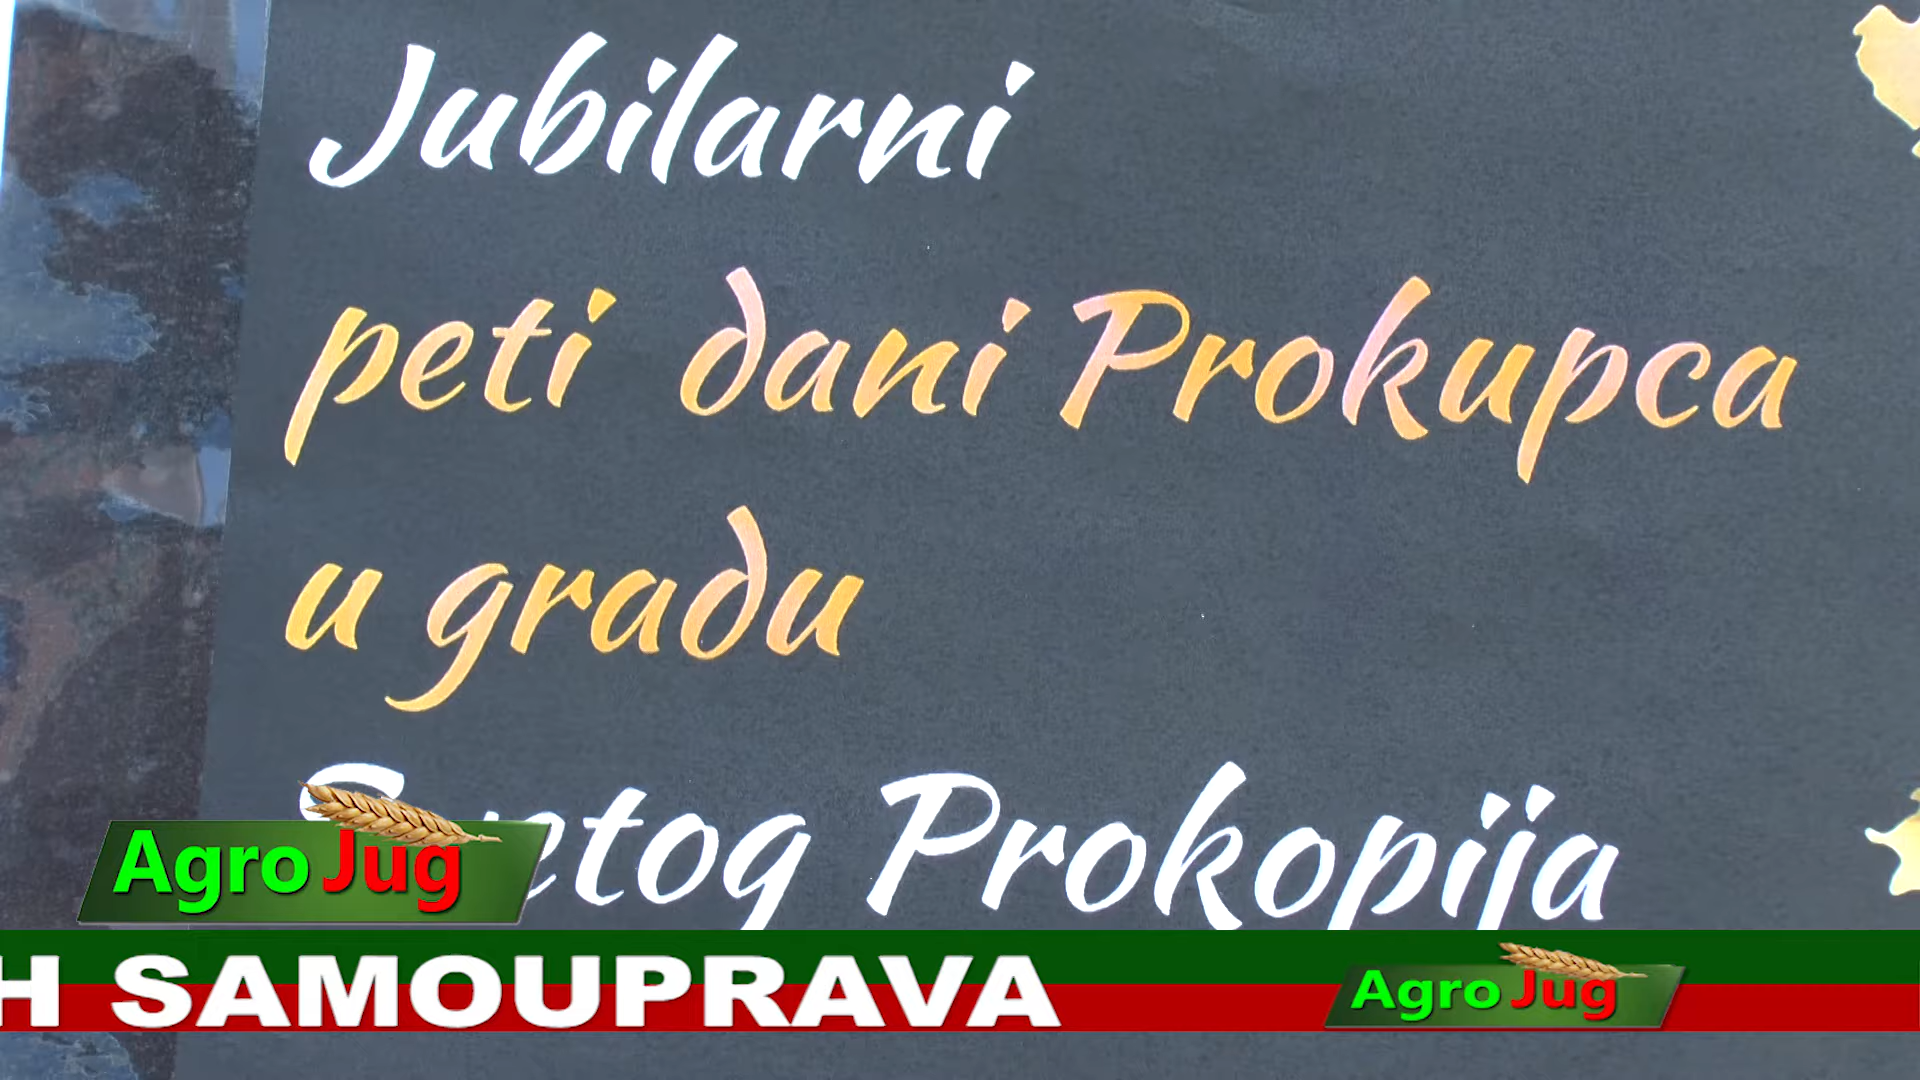 Jubilarni
peti dani Prokupca
u gradu
Prokopija
Agro Jug
H SAMOUPRAVA
Agro Jug